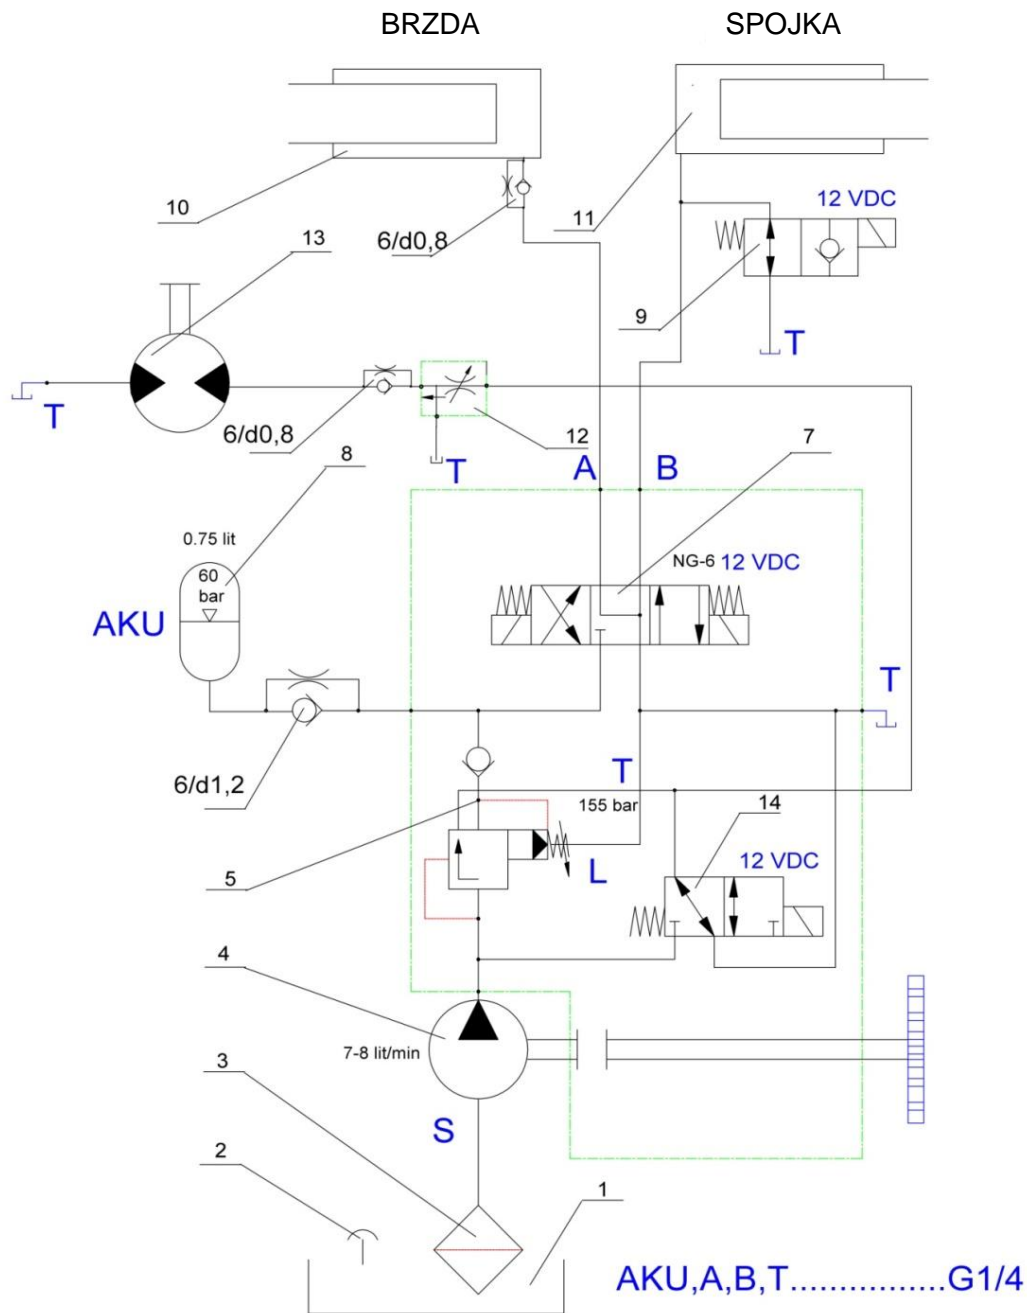 BRZDA
SPOJKA
12 VDC
10
11
6/d0,8
13
9
T
T
6/d0,8
12
8
T
A
B
7
0.75 lit
60
bar
NG-6 12 VDC
AKU
T
6/d1,2
T
155 bar
14
5
L
12 VDC
4
7-8 lit/min
3
S
2
1
AKU,A,B,T................G1/4